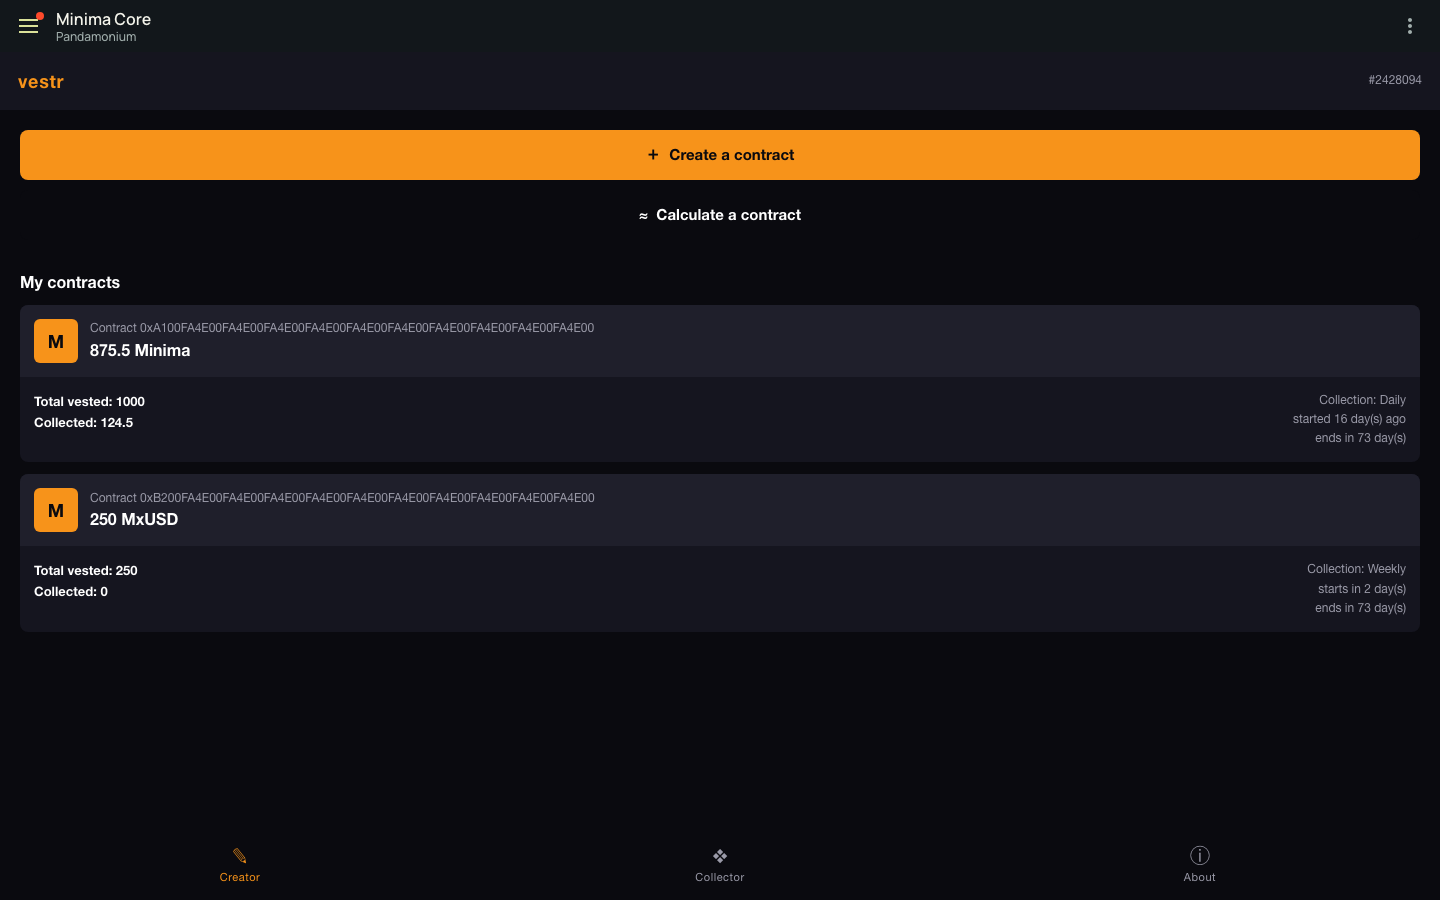 Minima Core
Pandamonium
vestr
#2428094
+ Create a contract
≈ Calculate a contract
My contracts
M
Contract 0xA100FA4E00FA4E00FA4E00FA4E00FA4E00FA4E00FA4E00FA4E00FA4E00FA4E00
875.5 Minima
Total vested: 1000
Collected: 124.5
Collection: Daily
started 16 day(s) ago
ends in 73 day(s)
M
Contract 0xB200FA4E00FA4E00FA4E00FA4E00FA4E00FA4E00FA4E00FA4E00FA4E00FA4E00
250 MxUSD
Total vested: 250
Collected: 0
Collection: Weekly
starts in 2 day(s)
ends in 73 day(s)
Creator
Collector
About